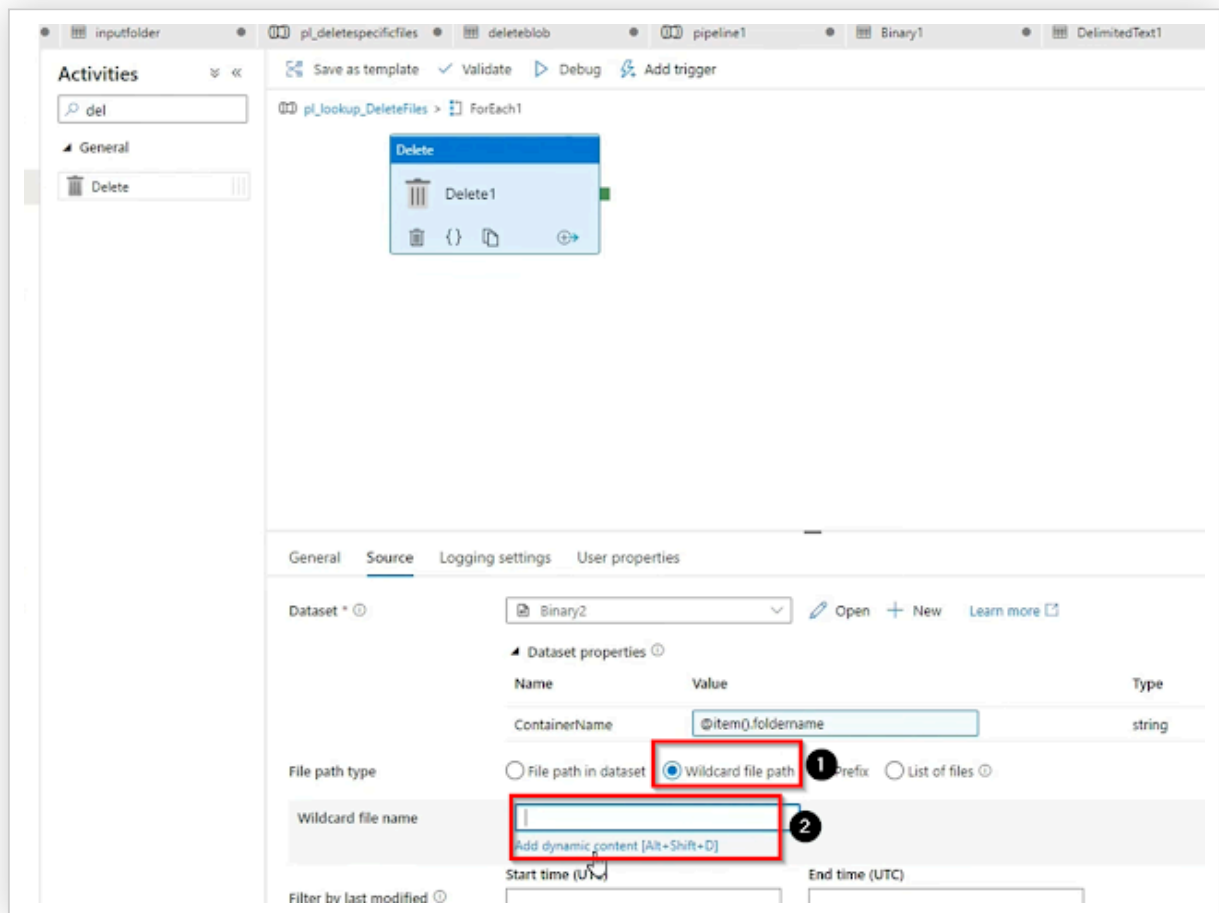 inputfolder pl_deletespecificfiles deleteblob pipeline1 Binary1 DelimitedText1
Activities
Save as template Validate Debug Add trigger
del
pl_lookup_DeleteFiles > ForEach1
General
Delete
Delete
Delete1
General Source Logging settings User properties
Dataset * Binary2 Open New Learn more
Dataset properties
Name Value Type
ContainerName @item().foldername string
File path type File path in dataset Wildcard file path 1 Prefix List of files
Wildcard file name 2
Add dynamic content [Alt+Shift+D]
Start time (UTC) End time (UTC)
Filter by last modified